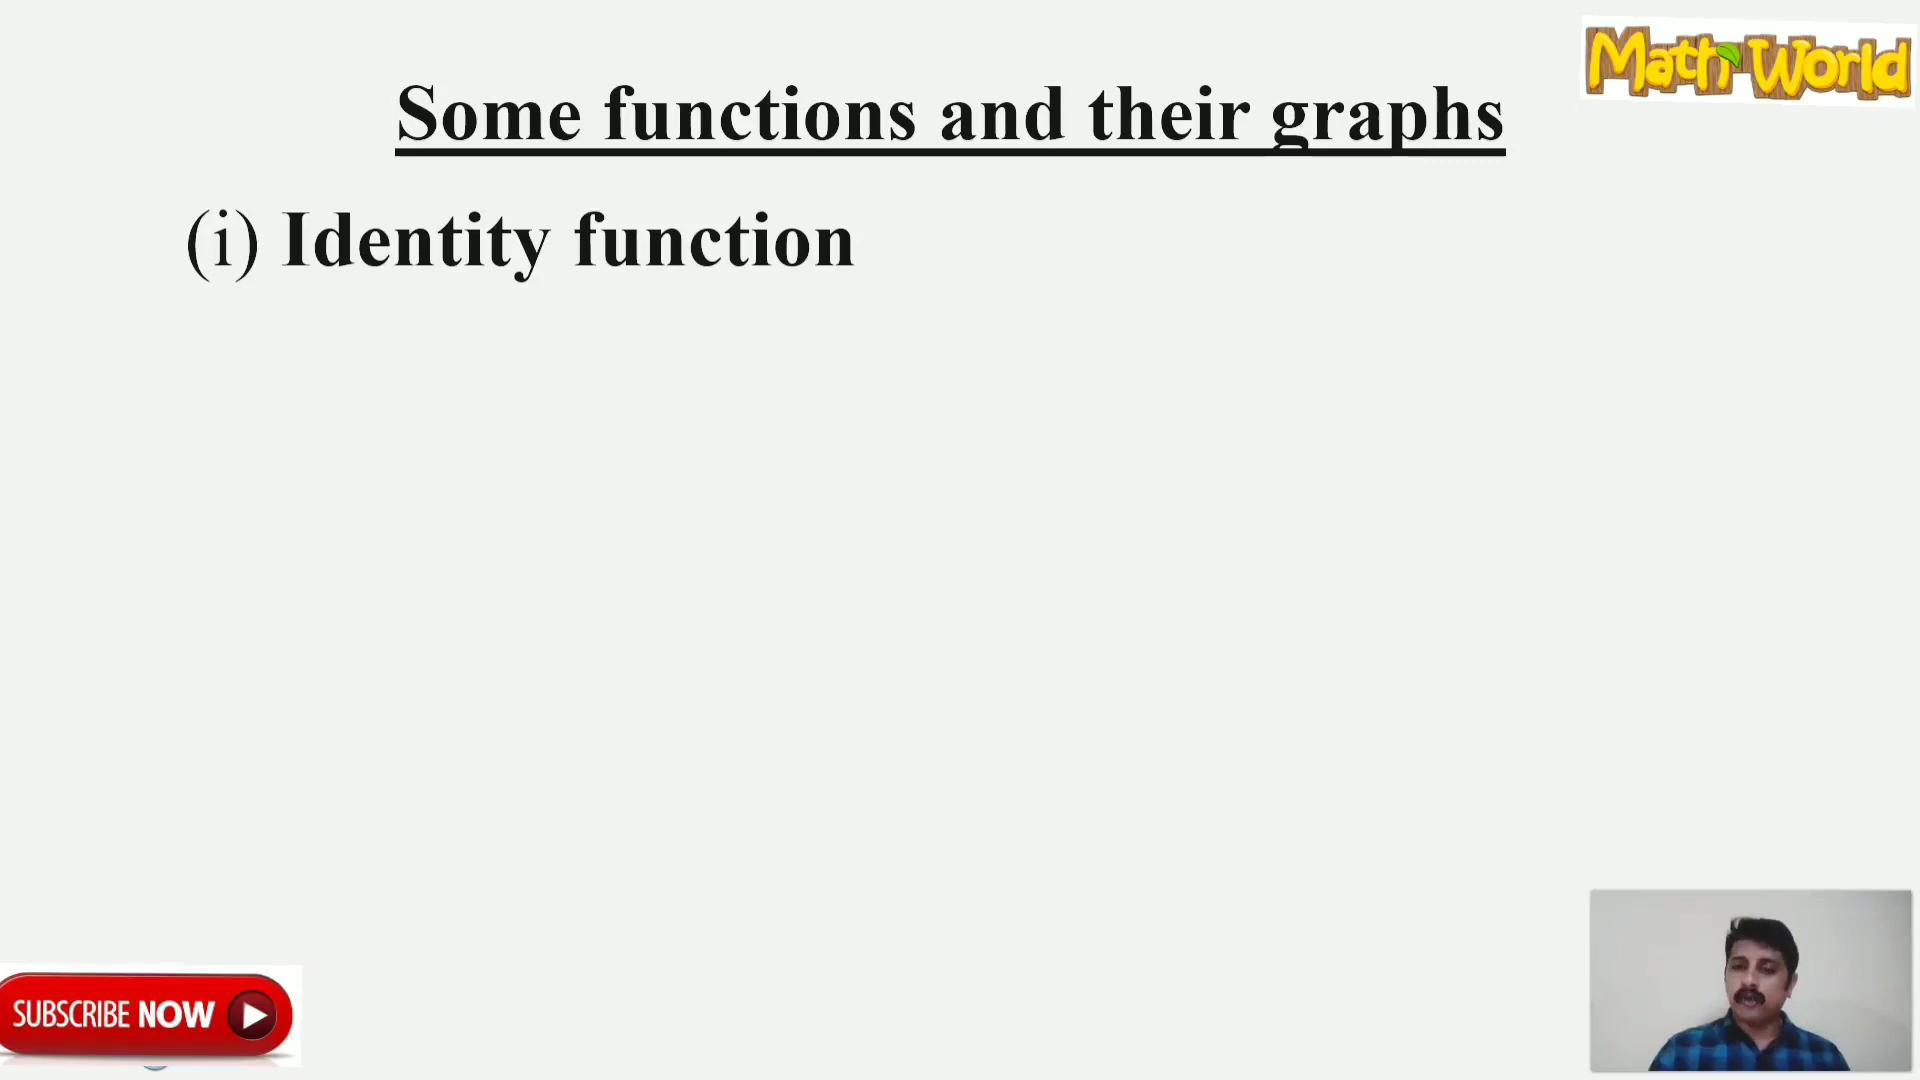 Math World
Some functions and their graphs
(i) Identity function
SUBSCRIBE NOW